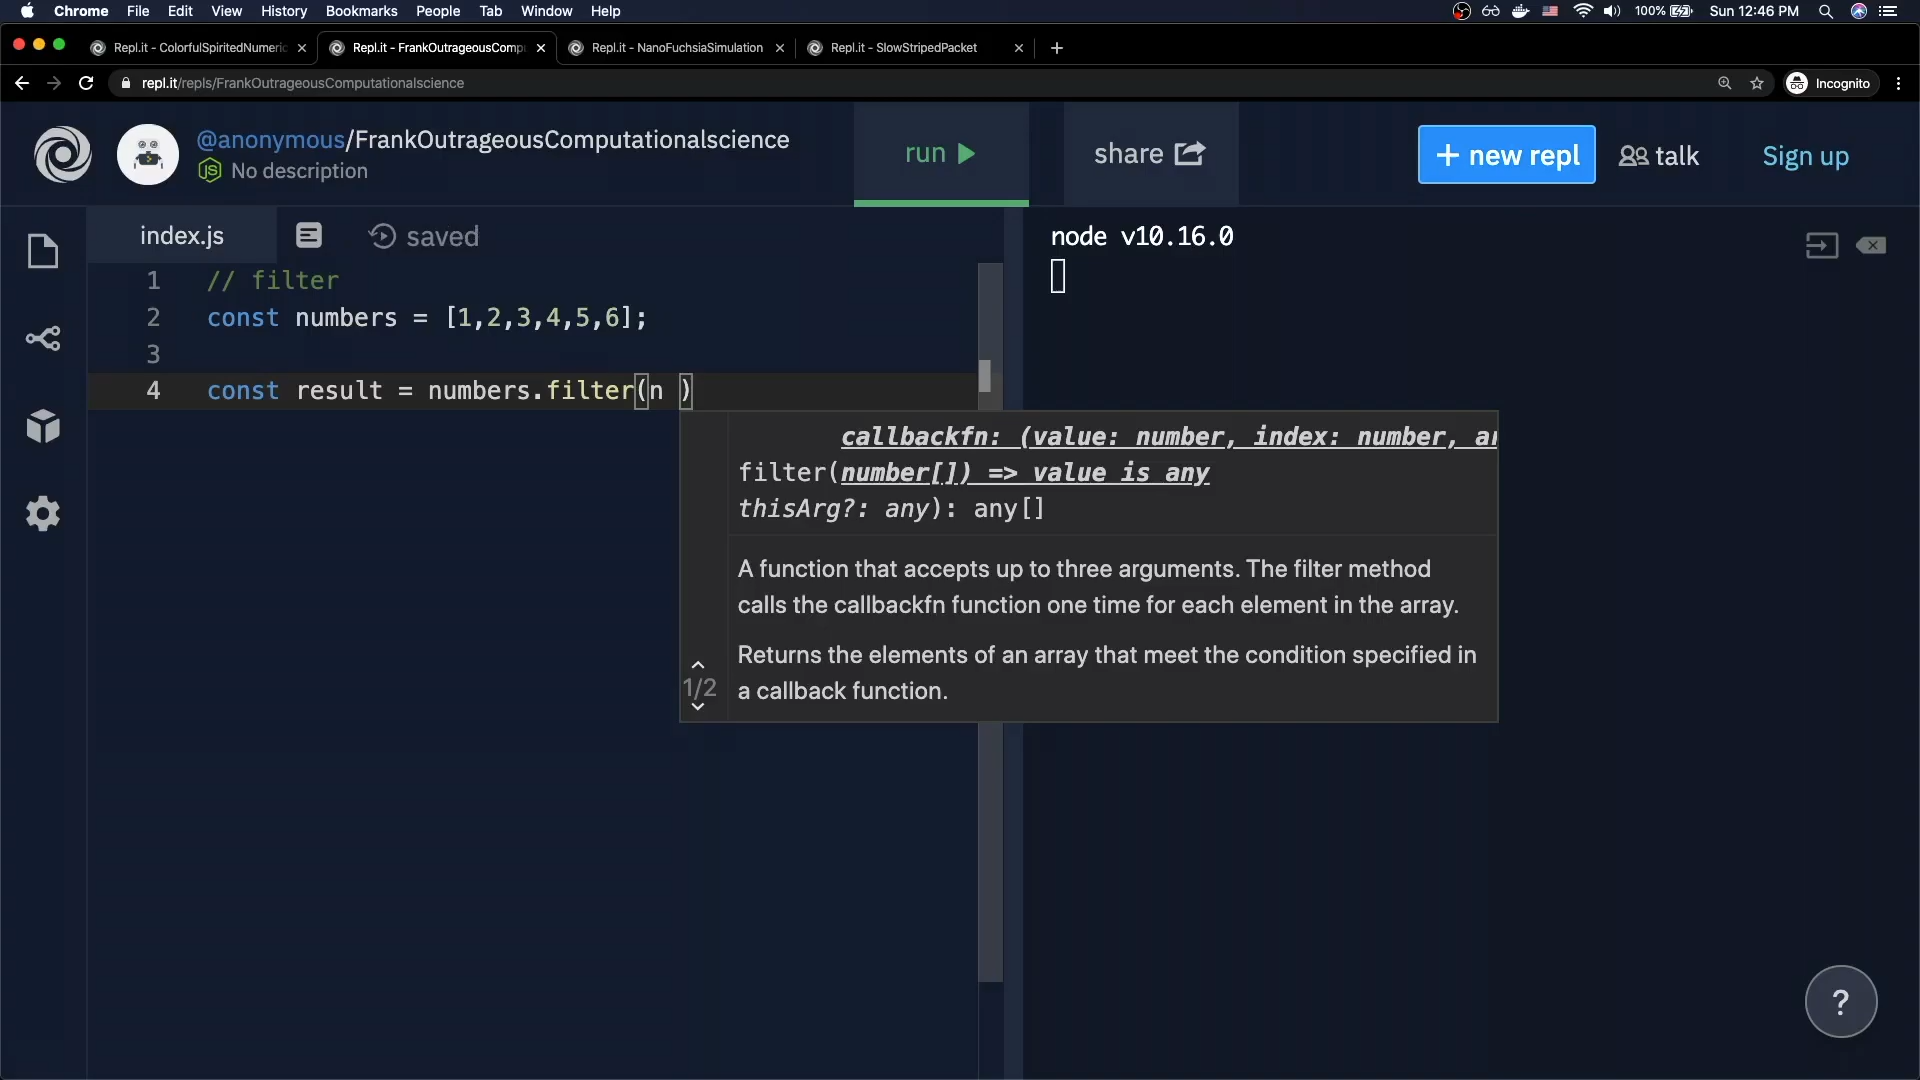 Chrome File Edit View History Bookmarks People Tab Window Help 100% Sun 12:46 PM
Repl.it - ColorfulSpiritedNumeric Repl.it - FrankOutrageousCompu Repl.it - NanoFuchsiaSimulation Repl.it - SlowStripedPacket
repl.it/repls/FrankOutrageousComputationalscience Incognito
@anonymous/FrankOutrageousComputationalscience
No description
run
share
+ new repl
talk
Sign up
index.js
saved
1 // filter
2 const numbers = [1,2,3,4,5,6];
3
4 const result = numbers.filter(n )
callbackfn: (value: number, index: number, ar
filter(number[]) => value is any
thisArg?: any): any[]
A function that accepts up to three arguments. The filter method
calls the callbackfn function one time for each element in the array.
Returns the elements of an array that meet the condition specified in
a callback function.
1/2
node v10.16.0
?